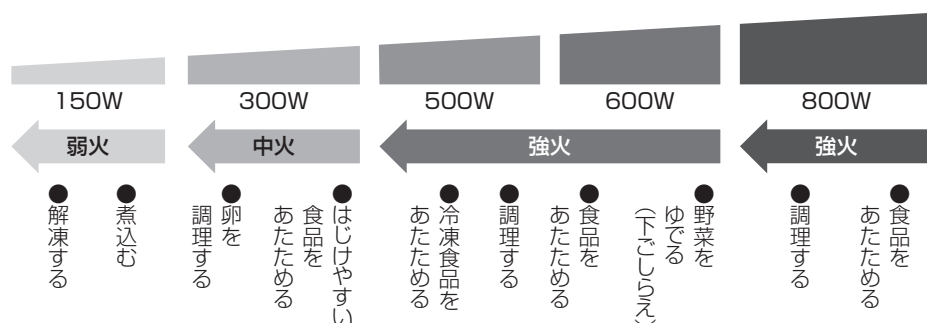 150W
300W
500W
600W
800W
弱火
中火
強火
強火
●食品を
あたためる
●調理する
●野菜を
ゆでる
(下ごしらえ)
●食品を
あたためる
●調理する
●冷凍食品を
あたためる
●はじけやすい
食品を
あたためる
●卵を
調理する
●煮込む
●解凍する